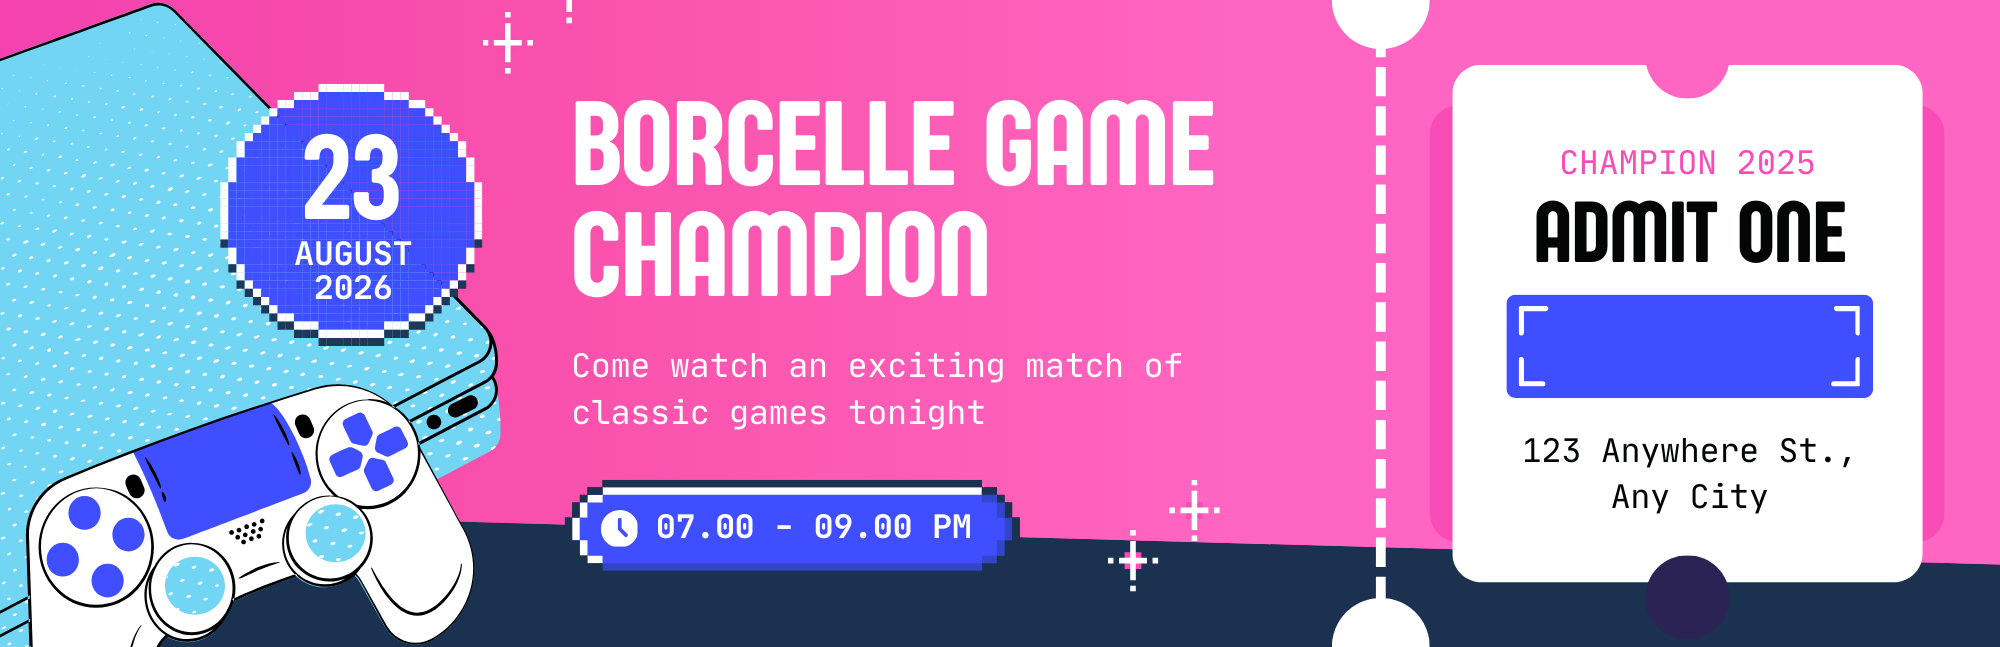 23
AUGUST
2026
BORCELLE GAME
CHAMPION
Come watch an exciting match of
classic games tonight
07.00 - 09.00 PM
CHAMPION 2025
ADMIT ONE
123 Anywhere St.,
Any City